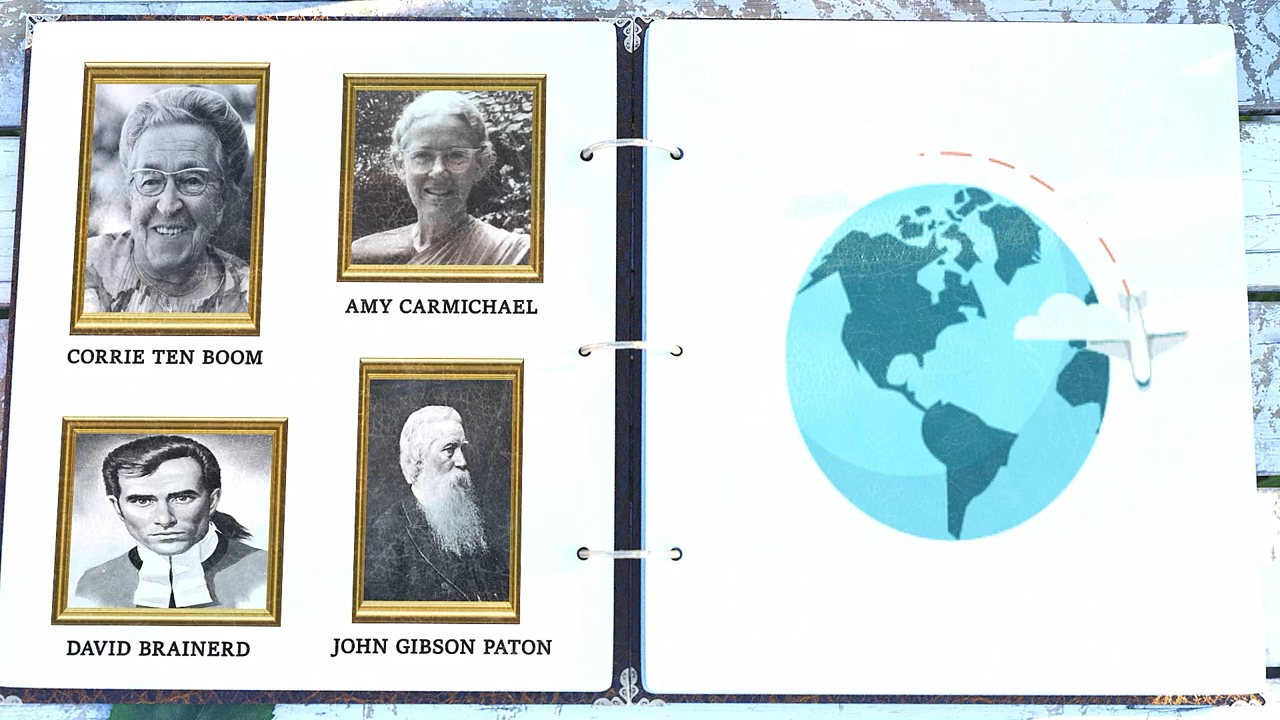 CORRIE TEN BOOM
AMY CARMICHAEL
DAVID BRAINERD
JOHN GIBSON PATON